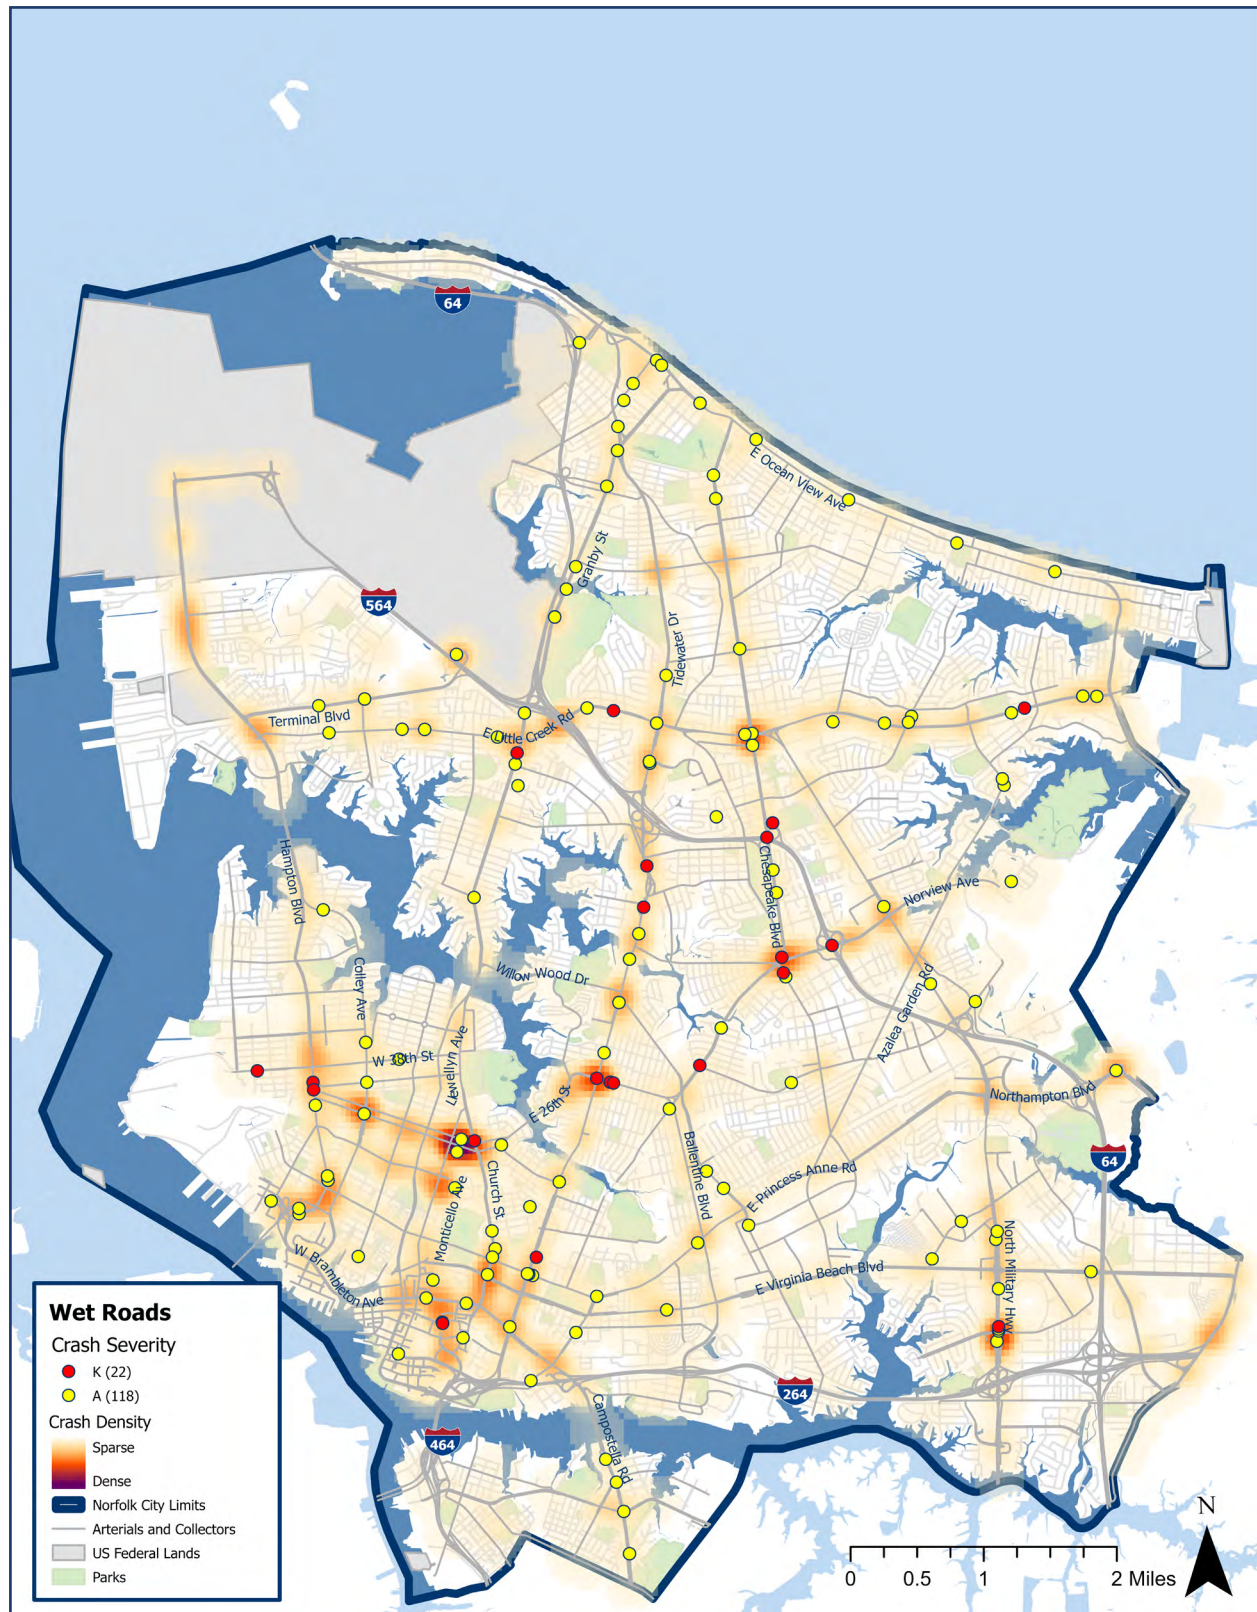 64
E Ocean View Ave
Granby St
564
Tidewater Dr
Terminal Blvd
E Little Creek Rd
Hampton Blvd
Chesapeake Blvd
Norview Ave
Colley Ave
Willow Wood Dr
Azalea Garden Rd
W 38th St
Llewellyn Ave
E 26th St
Northampton Blvd
Ballentine Blvd
64
Church St
E Princess Anne Rd
Monticello Ave
North Military Hwy
W Brambleton Ave
E Virginia Beach Blvd
264
Campostella Rd
464
Wet Roads
Crash Severity
K (22)
A (118)
Crash Density
Sparse
Dense
Norfolk City Limits
Arterials and Collectors
US Federal Lands
Parks
N
0 0.5 1 2 Miles